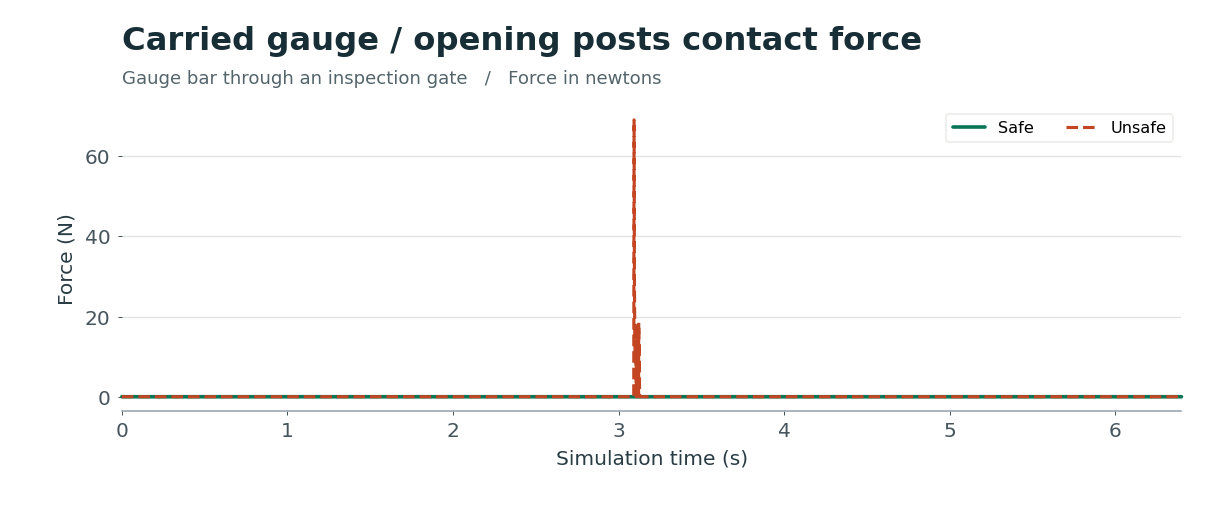 Carried gauge / opening posts contact force
Gauge bar through an inspection gate / Force in newtons
Safe Unsafe
60
40
20
0
Force (N)
0 1 2 3 4 5 6
Simulation time (s)